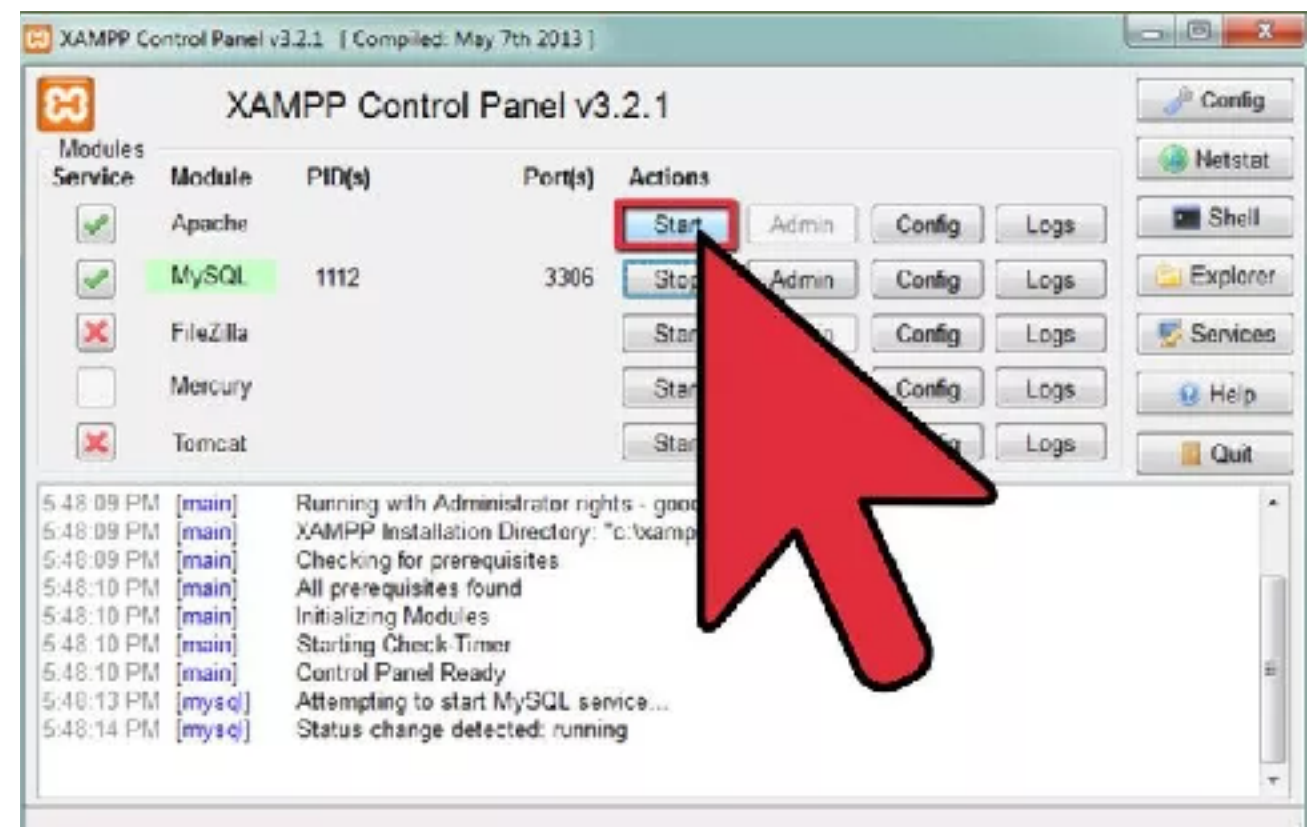 XAMPP Control Panel v3.2.1 [ Compiled: May 7th 2013 ]
XAMPP Control Panel v3.2.1
Modules
Service Module PID(s) Port(s) Actions
Apache Start Admin Config Logs
MySQL 1112 3306 Stop Admin Config Logs
FileZilla Config Logs
Mercury Config Logs
Tomcat Logs
Config
Netstat
Shell
Explorer
Services
Help
Quit
5:48:09 PM [main] Running with Administrator rights -
5:48:09 PM [main] XAMPP Installation Directory:
5:48:09 PM [main] Checking for prerequisites
5:48:10 PM [main] All prerequisites found
5:48:10 PM [main] Initializing Modules
5:48:10 PM [main] Starting Check-Timer
5:48:10 PM [main] Control Panel Ready
5:48:13 PM [mysql] Attempting to start MySQL service...
5:48:14 PM [mysql] Status change detected: running